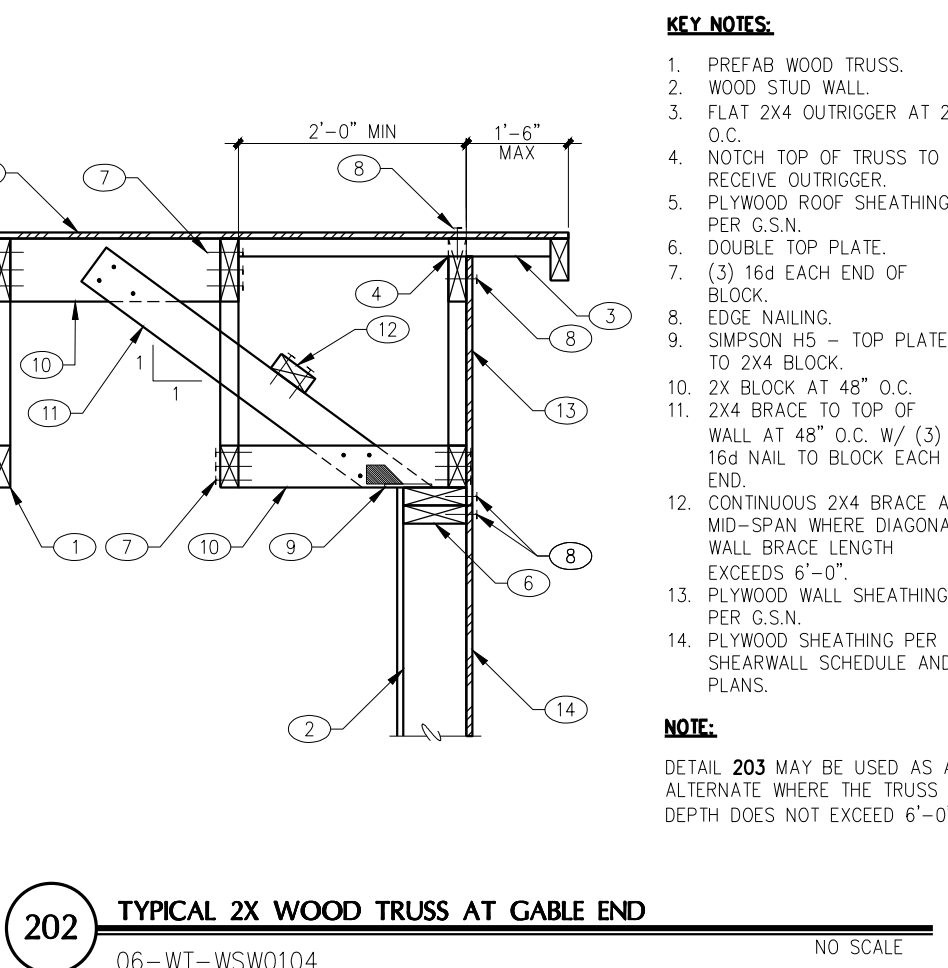 2'-0" MIN
1'-6"
MAX
7
8
4
3
12
8
10
1
1
11
13
1
7
10
9
8
6
2
14
KEY NOTES:
1. PREFAB WOOD TRUSS.
2. WOOD STUD WALL.
3. FLAT 2X4 OUTRIGGER AT 2
O.C.
4. NOTCH TOP OF TRUSS TO
RECEIVE OUTRIGGER.
5. PLYWOOD ROOF SHEATHING
PER G.S.N.
6. DOUBLE TOP PLATE.
7. (3) 16d EACH END OF
BLOCK.
8. EDGE NAILING.
9. SIMPSON H5 – TOP PLATE
TO 2X4 BLOCK.
10. 2X BLOCK AT 48" O.C.
11. 2X4 BRACE TO TOP OF
WALL AT 48" O.C. W/ (3)
16d NAIL TO BLOCK EACH
END.
12. CONTINUOUS 2X4 BRACE A
MID-SPAN WHERE DIAGONA
WALL BRACE LENGTH
EXCEEDS 6'-0".
13. PLYWOOD WALL SHEATHING
PER G.S.N.
14. PLYWOOD SHEATHING PER
SHEARWALL SCHEDULE AND
PLANS.
NOTE:
DETAIL 203 MAY BE USED AS A
ALTERNATE WHERE THE TRUSS
DEPTH DOES NOT EXCEED 6'-0"
202
TYPICAL 2X WOOD TRUSS AT GABLE END
06-WT-WSW0104
NO SCALE